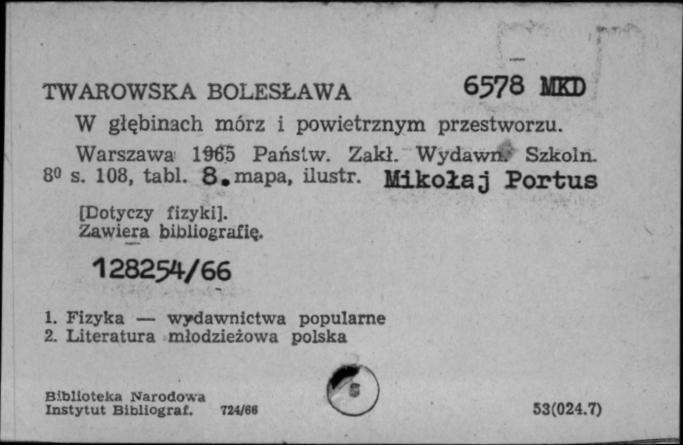 6578 MKD
TWAROWSKA BOLESŁAWA
W głębinach mórz i powietrznym przestworzu.
Warszawa 1965 Państw. Zakł. Wydawn. Szkoln.
8⁰ s. 108, tabl. 8. mapa, ilustr. Mikołaj Portus
[Dotyczy fizyki].
Zawiera bibliografię.
128254/66
1. Fizyka — wydawnictwa popularne
2. Literatura młodzieżowa polska
Biblioteka Narodowa
Instytut Bibliograf. 724/66
53(024.7)